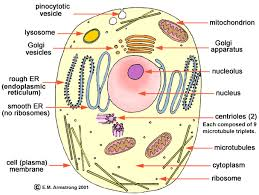 pinocytotic
vesicle
mitochondrion
lysosome
Golgi
vesicles
Golgi
apparatus
rough ER
(endoplasmic
reticulum)
nucleolus
nucleus
smooth ER
(no ribosomes)
centrioles (2)
Each composed of 9
microtubule triplets.
microtubules
cell (plasma)
membrane
cytoplasm
ribosome
© E.M. Armstrong 2001